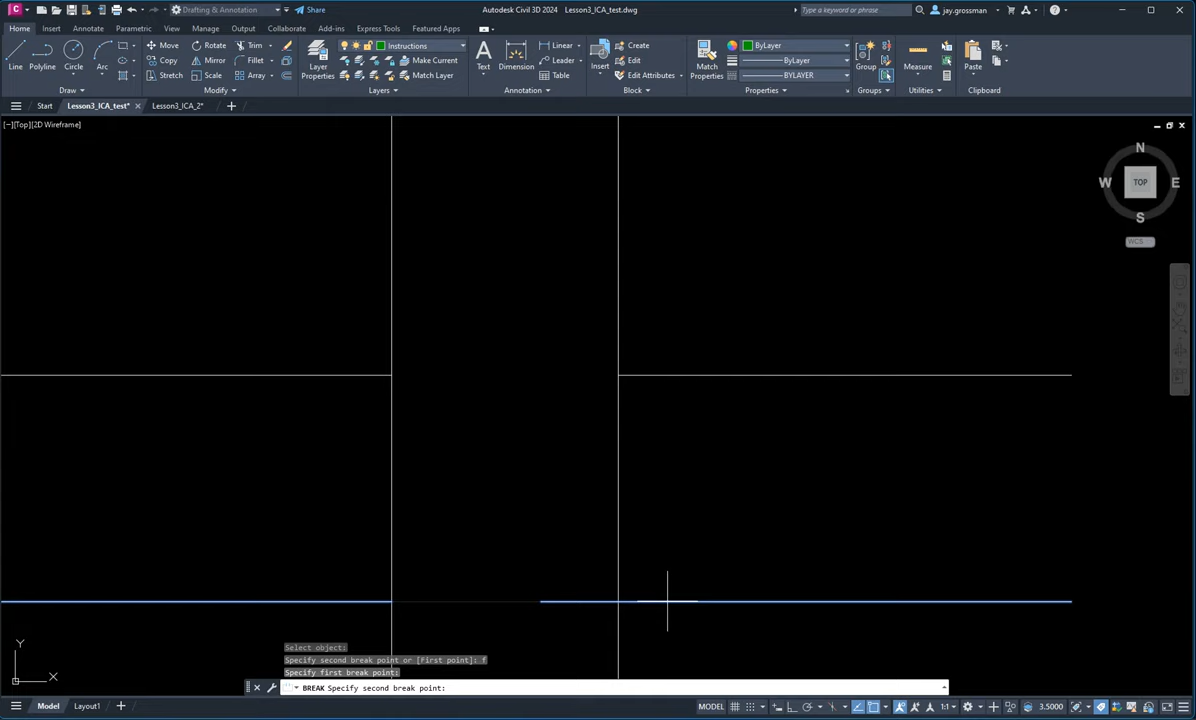 C Drafting & Annotation Share Autodesk Civil 3D 2024 Lesson3_ICA_test.dwg Type a keyword or phrase jay.grossman
Home Insert Annotate Parametric View Manage Output Collaborate Add-ins Express Tools Featured Apps
Line Polyline Circle Arc Move Rotate Trim Layer Properties Instructions Text Dimension Linear Insert Create Match Properties ByLayer Group Measure Paste
Copy Mirror Fillet Make Current Leader Edit ByLayer
Stretch Scale Array Match Layer Table Edit Attributes BYLAYER
Draw Modify Layers Annotation Block Properties Groups Utilities Clipboard
Start Lesson3_ICA_test* Lesson3_ICA_2*
[−][Top][2D Wireframe]
N
W TOP E
S
WCS
Y
X
Select object:
Specify second break point or [First point]: f
Specify first break point:
BREAK Specify second break point:
Model Layout1 MODEL 1:1 3.5000